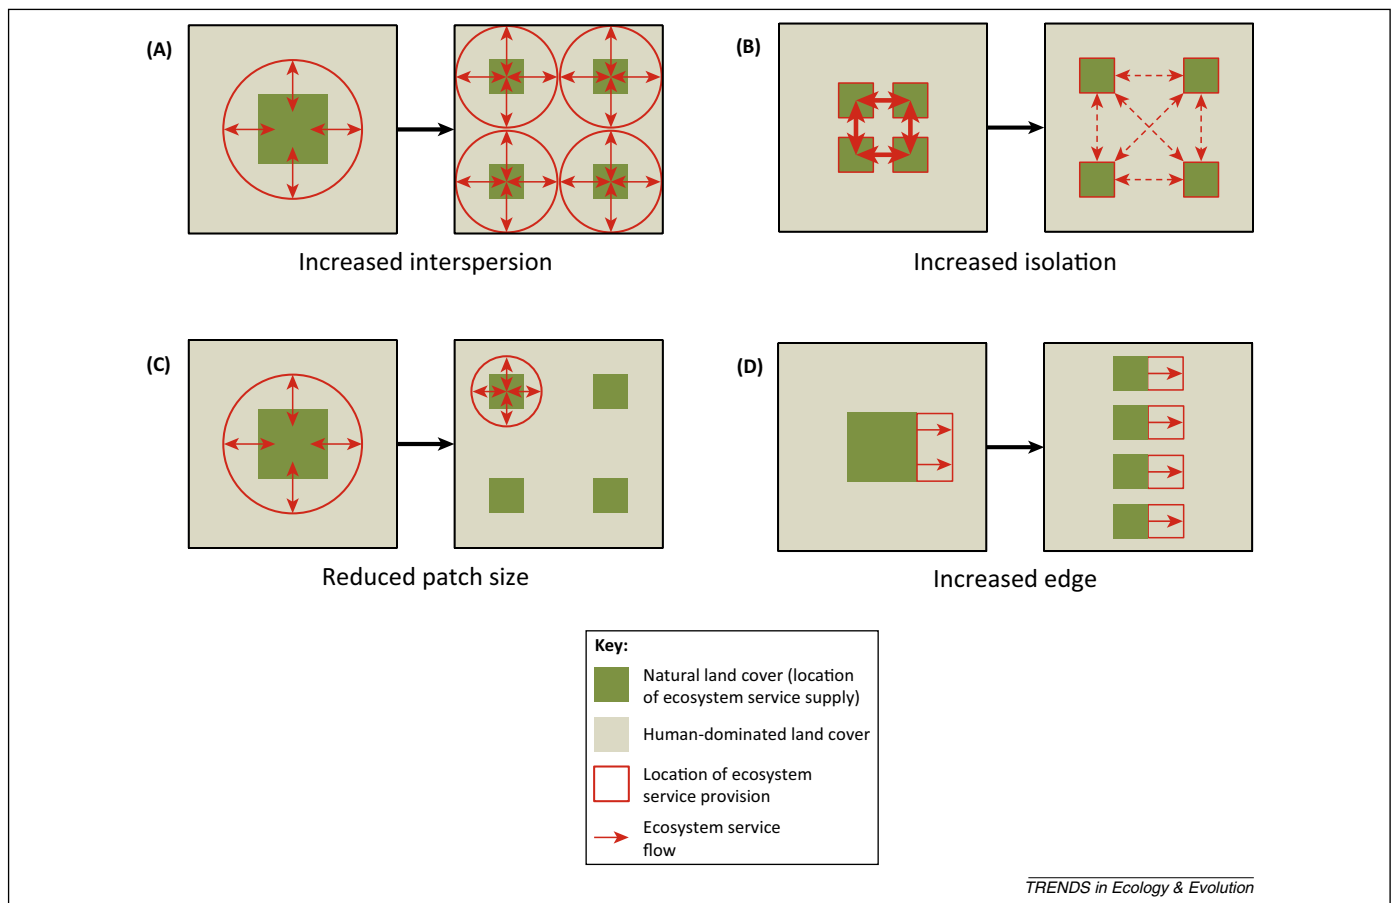 (A)
(B)
Increased interspersion
Increased isolation
(C)
(D)
Reduced patch size
Increased edge
Key:
Natural land cover (location
of ecosystem service supply)
Human-dominated land cover
Location of ecosystem
service provision
Ecosystem service
flow
TRENDS in Ecology & Evolution